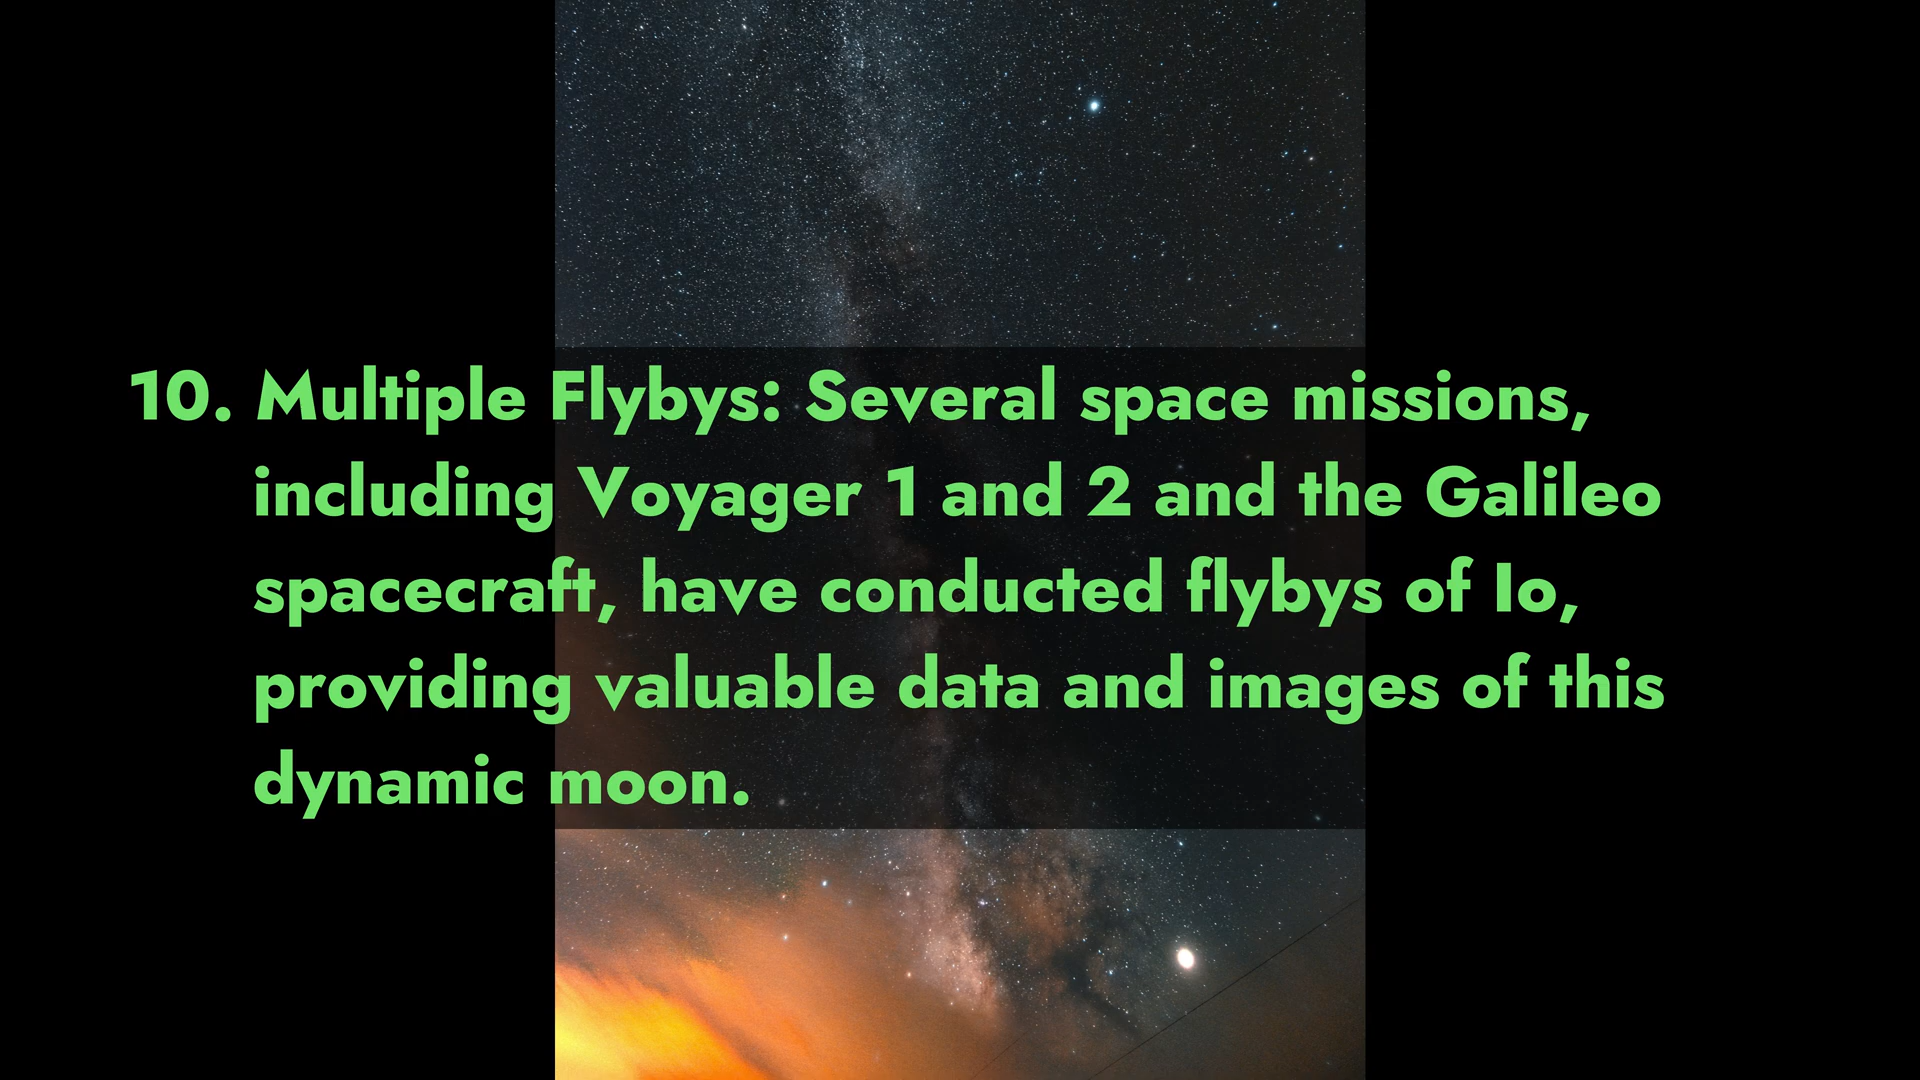 10. Multiple Flybys: Several space missions,
including Voyager 1 and 2 and the Galileo
spacecraft, have conducted flybys of Io,
providing valuable data and images of this
dynamic moon.